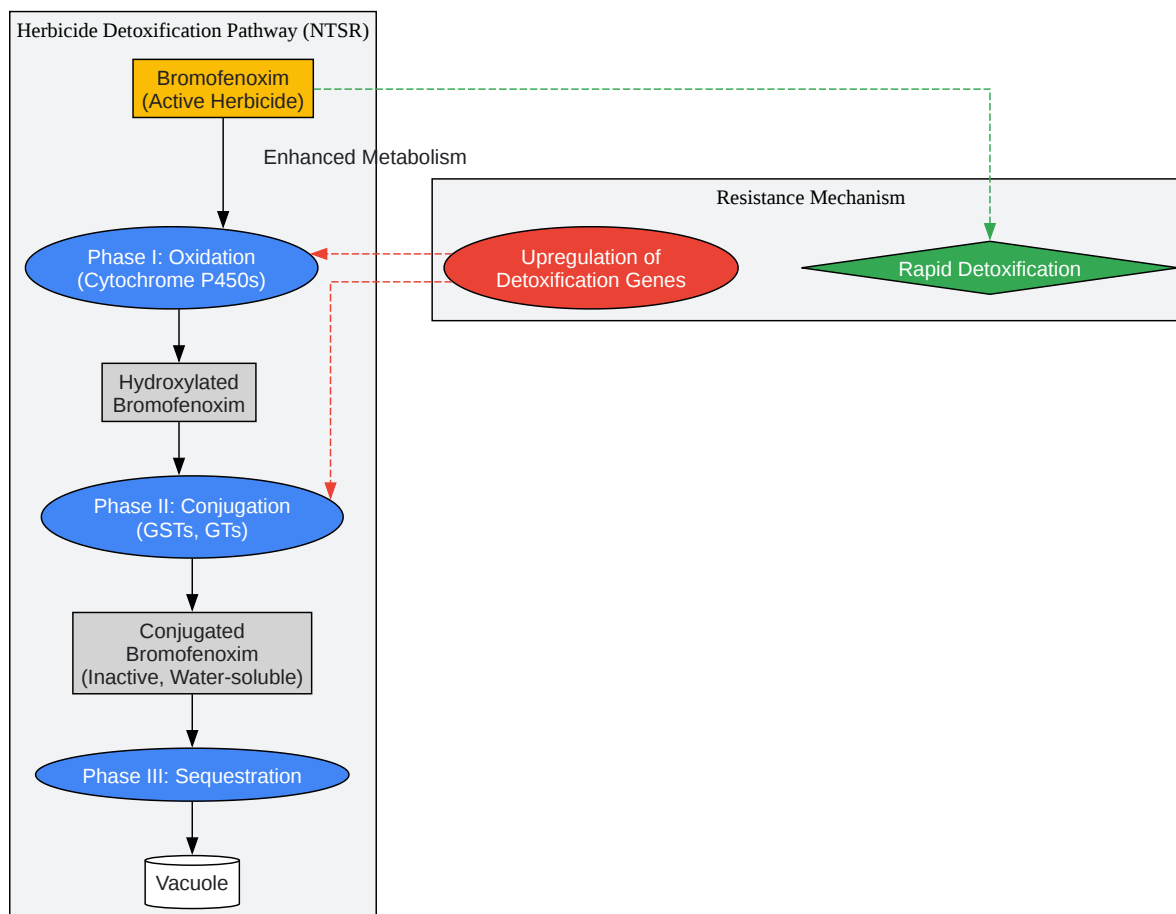 Herbicide Detoxification Pathway (NTSR)
Bromofenoxim
(Active Herbicide)
Enhanced Metabolism
Resistance Mechanism
Phase I: Oxidation
(Cytochrome P450s)
Upregulation of
Detoxification Genes
Rapid Detoxification
Hydroxylated
Bromofenoxim
Phase II: Conjugation
(GSTs, GTs)
Conjugated
Bromofenoxim
(Inactive, Water-soluble)
Phase III: Sequestration
Vacuole